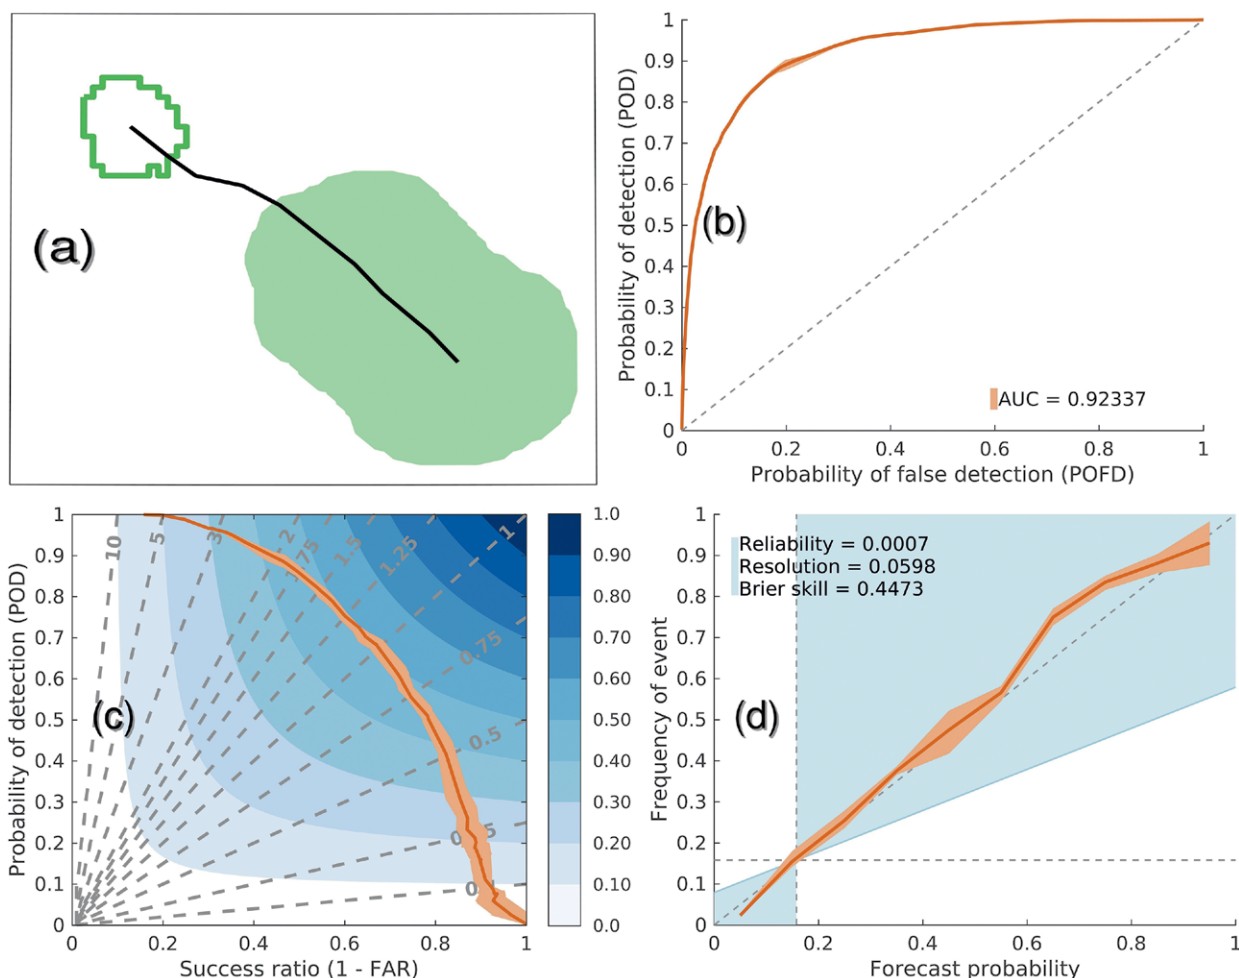 (a)
1
0.9
0.8
0.7
0.6
0.5
0.4
0.3
0.2
0.1
0
Probability of detection (POD)
(b)
AUC = 0.92337
0 0.2 0.4 0.6 0.8 1
Probability of false detection (POFD)
1
0.9
0.8
0.7
0.6
0.5
0.4
0.3
0.2
0.1
0
Probability of detection (POD)
(c)
10 5 3 2 1.75 1.5 1.25 1
0.75
0.5
0 0.2 0.4 0.6 0.8 1
Success ratio (1 - FAR)
1.0
0.90
0.80
0.70
0.60
0.50
0.40
0.30
0.20
0.10
0.0
1
0.9
0.8
0.7
0.6
0.5
0.4
0.3
0.2
0.1
0
Frequency of event
Reliability = 0.0007
Resolution = 0.0598
Brier skill = 0.4473
(d)
0 0.2 0.4 0.6 0.8 1
Forecast probability